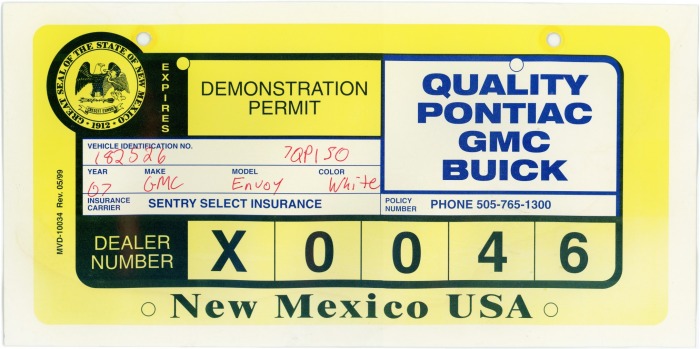 GREAT SEAL OF THE STATE OF NEW MEXICO
1912
EXPIRES
DEMONSTRATION
PERMIT
QUALITY
PONTIAC
GMC
BUICK
VEHICLE IDENTIFICATION NO.
182526 7QP150
YEAR MAKE MODEL COLOR
07 GMC Envoy White
INSURANCE
CARRIER
SENTRY SELECT INSURANCE
POLICY
NUMBER
PHONE 505-765-1300
MVD-10034 Rev. 05/99
DEALER
NUMBER
X 0 0 4 6
New Mexico USA